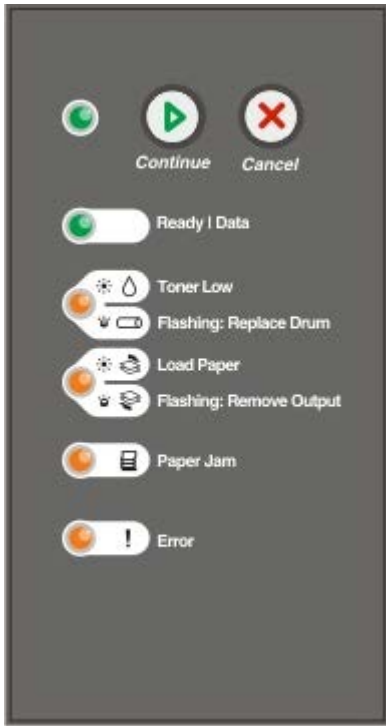 Continue Cancel
Ready | Data
Toner Low
Flashing: Replace Drum
Load Paper
Flashing: Remove Output
Paper Jam
! Error